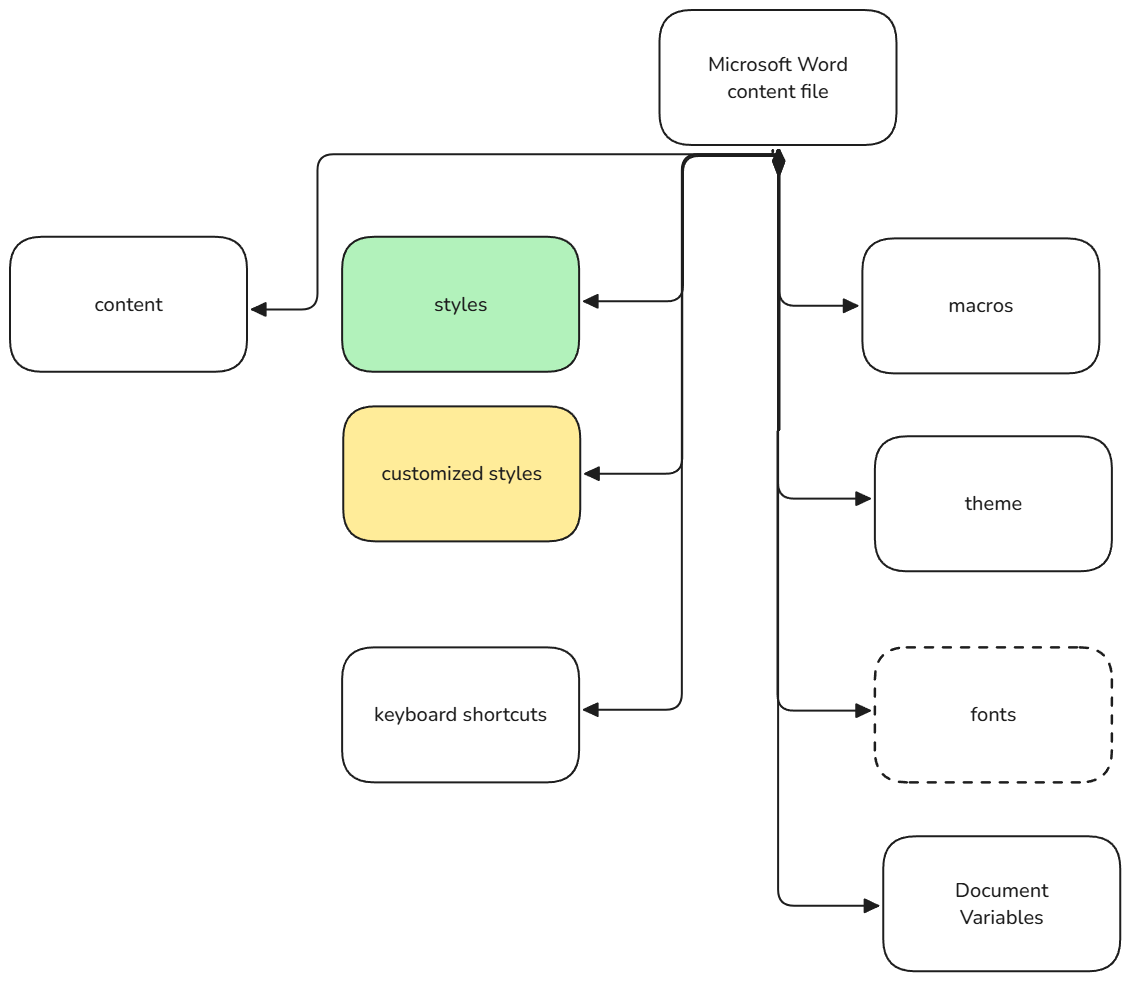 Microsoft Word
content file
content
styles
macros
customized styles
theme
keyboard shortcuts
fonts
Document
Variables